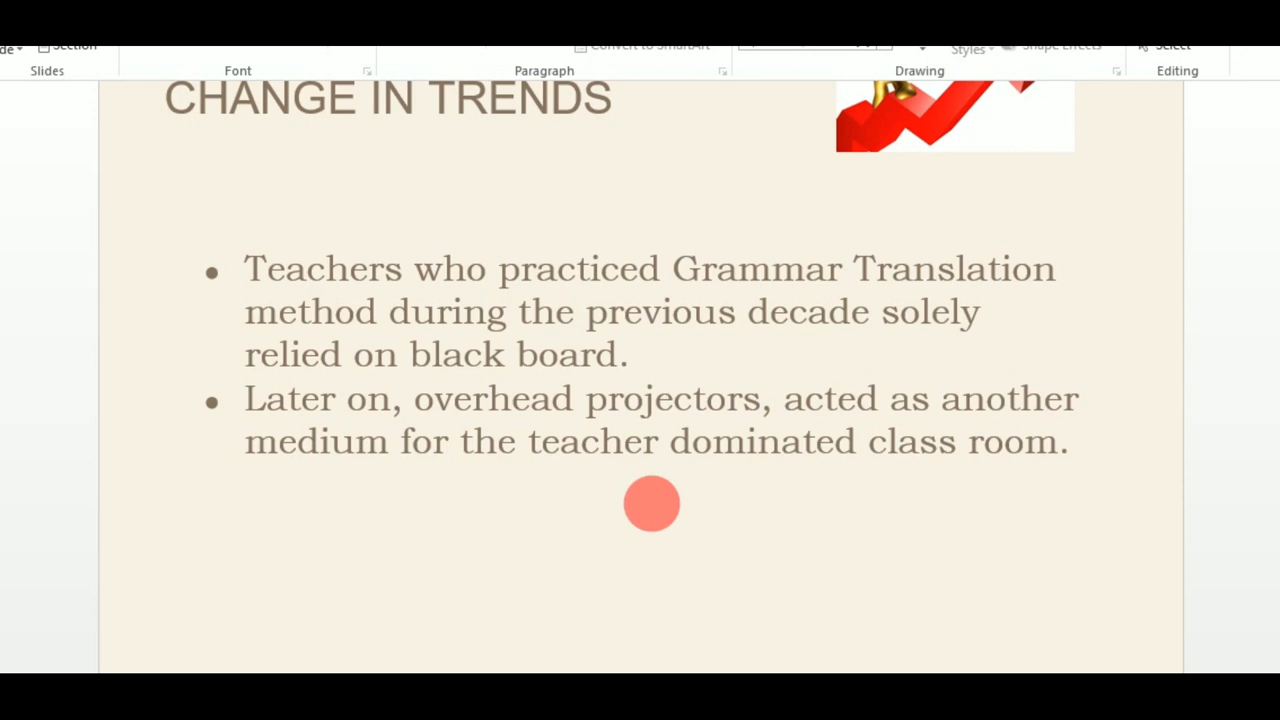 Section
Convert to SmartArt
Styles
Shape Effects
Select
Slides
Font
Paragraph
Drawing
Editing
CHANGE IN TRENDS
• Teachers who practiced Grammar Translation
method during the previous decade solely
relied on black board.
• Later on, overhead projectors, acted as another
medium for the teacher dominated class room.